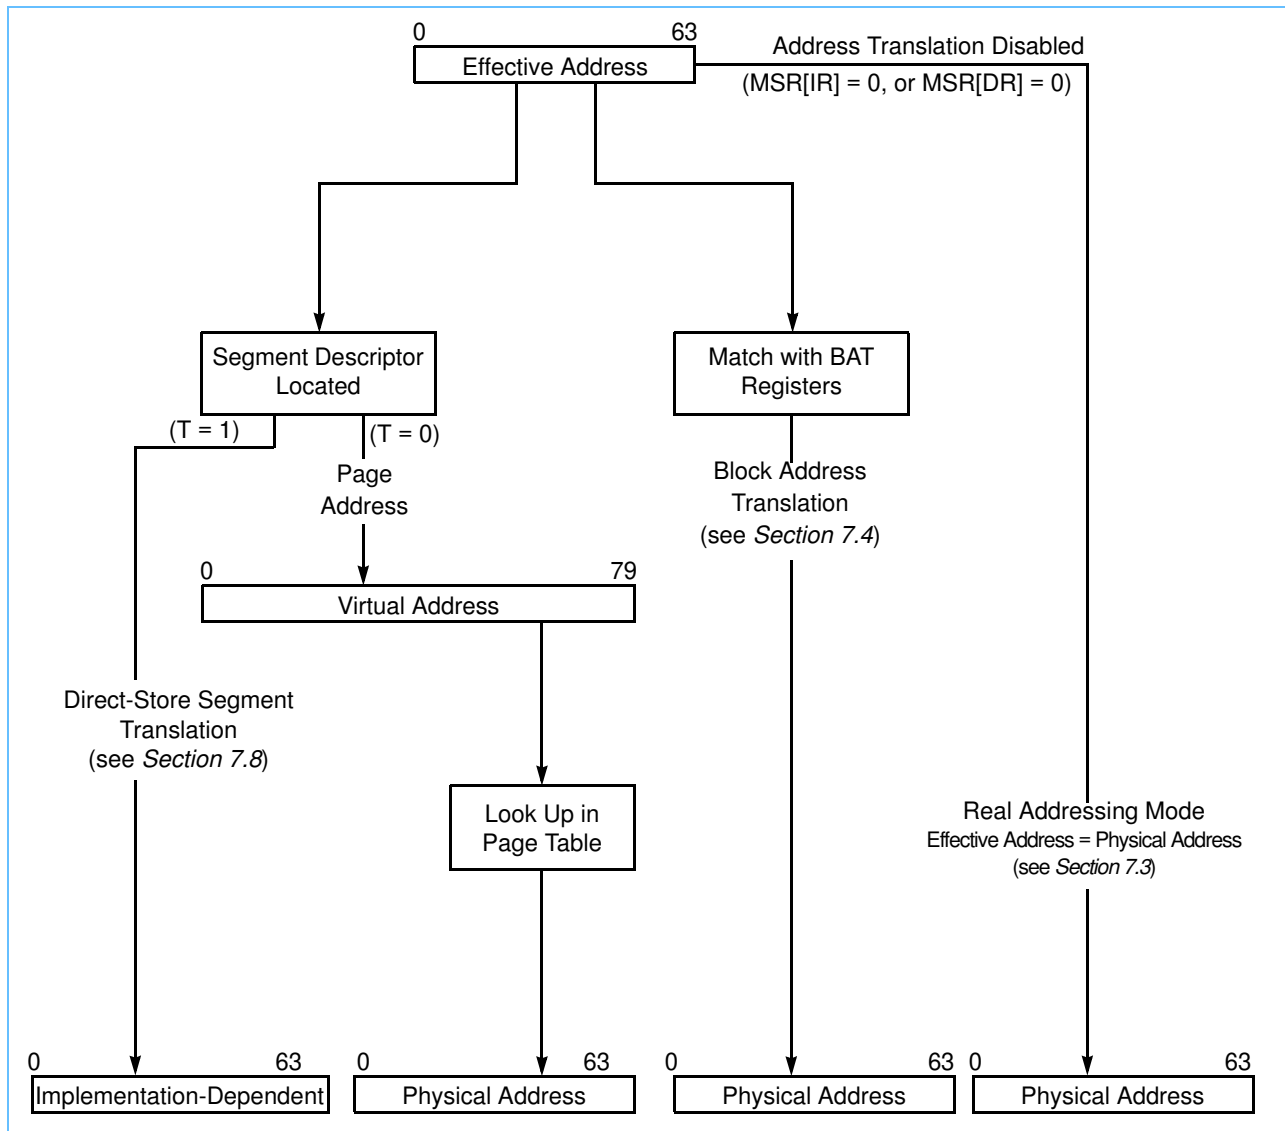 0 63
Effective Address
Address Translation Disabled
(MSR[IR] = 0, or MSR[DR] = 0)
Segment Descriptor
Located
Match with BAT
Registers
(T = 1)
(T = 0)
Page
Address
Block Address
Translation
(see Section 7.4)
0 79
Virtual Address
Direct-Store Segment
Translation
(see Section 7.8)
Look Up in
Page Table
Real Addressing Mode
Effective Address = Physical Address
(see Section 7.3)
0 63
Implementation-Dependent
0 63
Physical Address
0 63
Physical Address
0 63
Physical Address